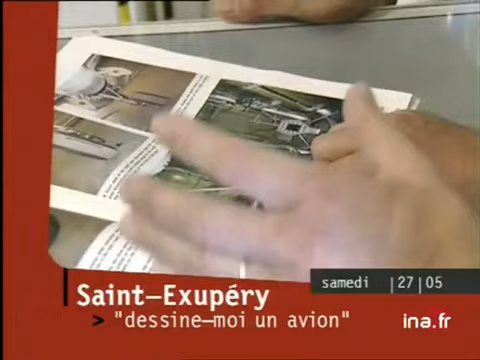 samedi | 27 | 05
Saint-Exupéry
> "dessine-moi un avion"
ina.fr